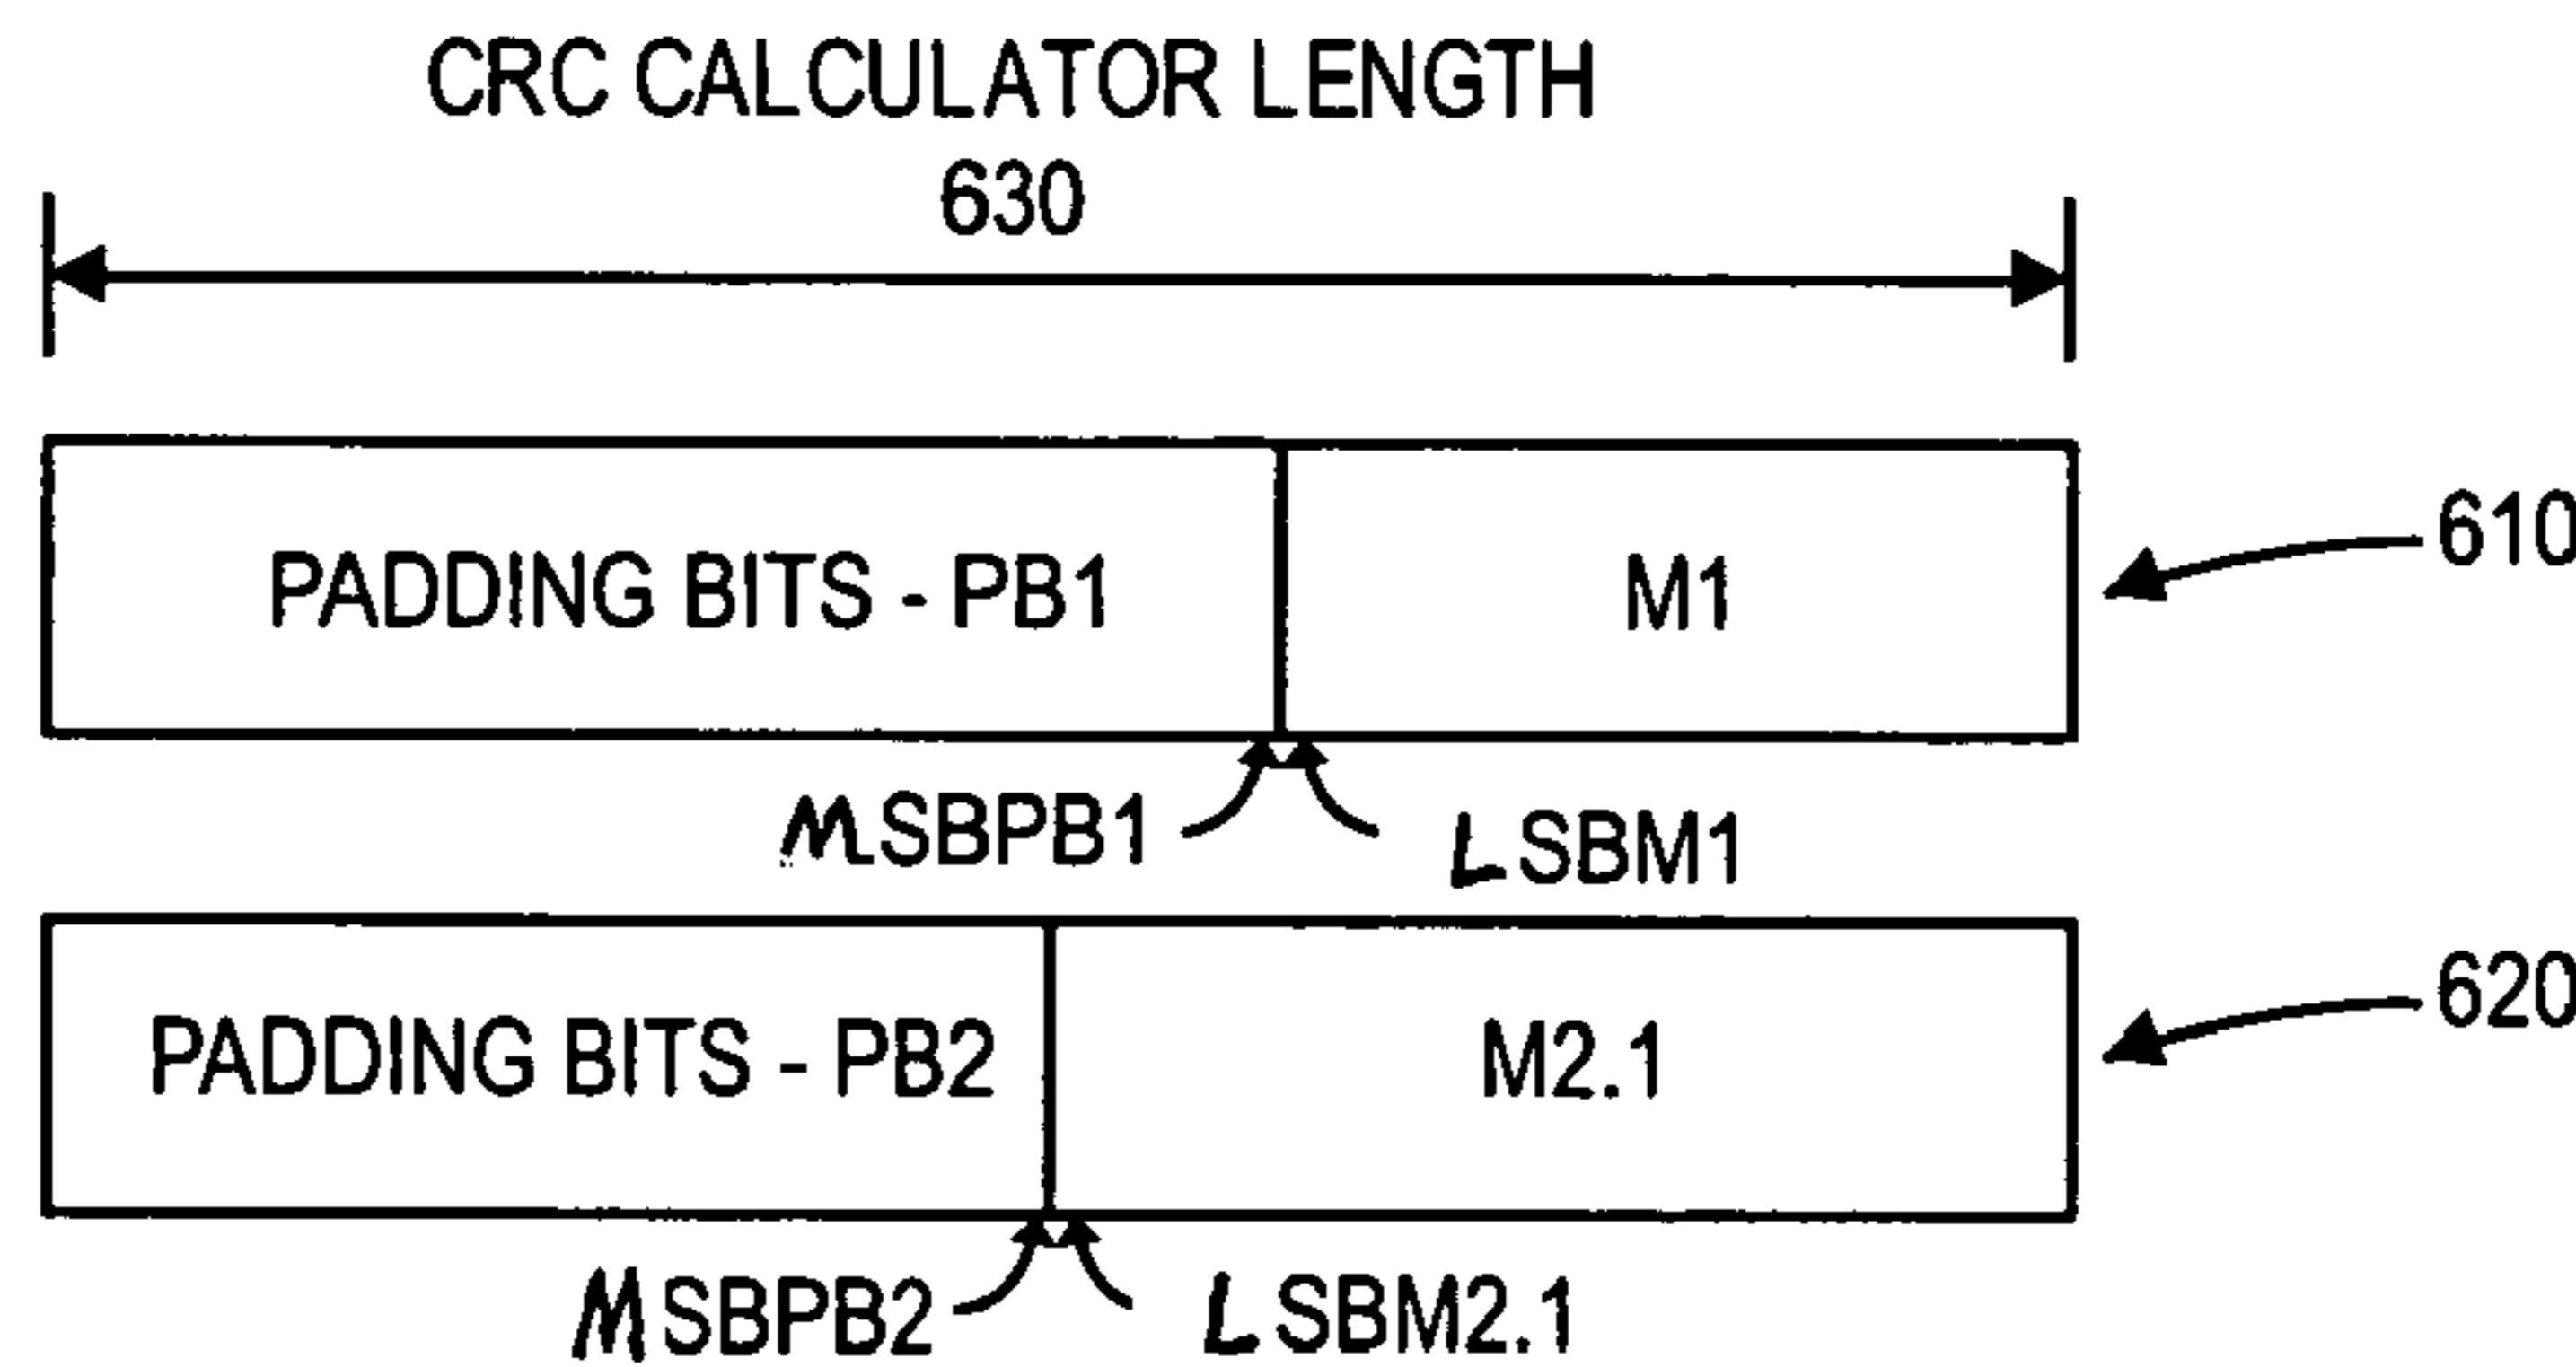 CRC CALCULATOR LENGTH
630
PADDING BITS - PB1
M1
610
MSBPB1
LSBM1
PADDING BITS - PB2
M2.1
620
MSBPB2
LSBM2.1